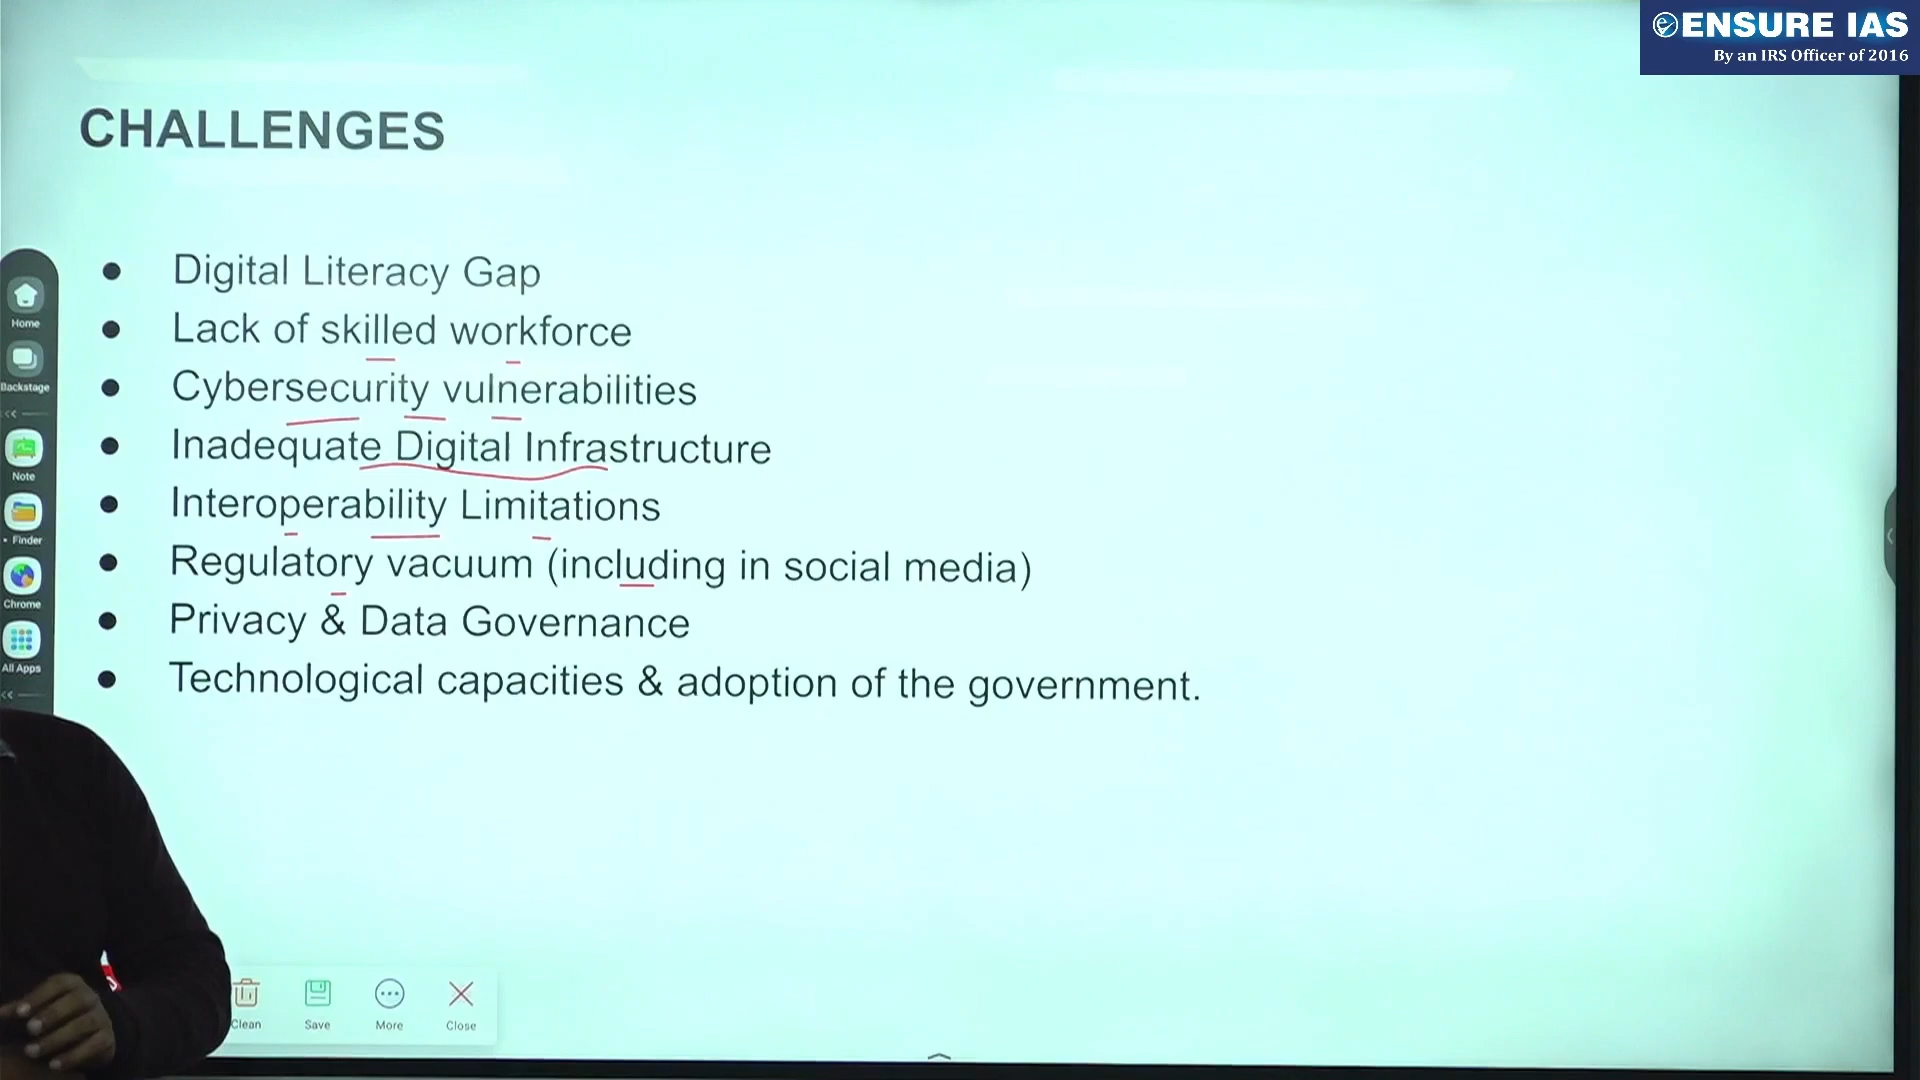 ENSURE IAS
By an IRS Officer of 2016
CHALLENGES
● Digital Literacy Gap
● Lack of skilled workforce
● Cybersecurity vulnerabilities
● Inadequate Digital Infrastructure
● Interoperability Limitations
● Regulatory vacuum (including in social media)
● Privacy & Data Governance
● Technological capacities & adoption of the government.
Home
Backstage
Note
Finder
Chrome
All Apps
Clean Save More Close